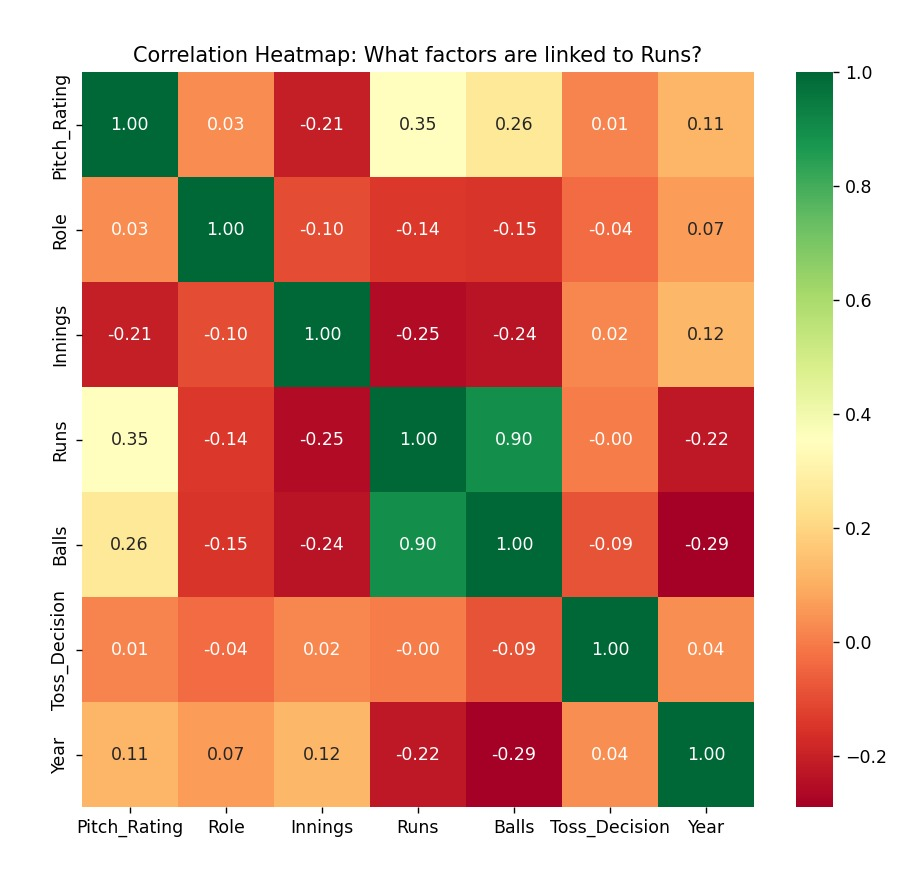 Correlation Heatmap: What factors are linked to Runs?
Pitch_Rating 1.00 0.03 -0.21 0.35 0.26 0.01 0.11
Role 0.03 1.00 -0.10 -0.14 -0.15 -0.04 0.07
Innings -0.21 -0.10 1.00 -0.25 -0.24 0.02 0.12
Runs 0.35 -0.14 -0.25 1.00 0.90 -0.00 -0.22
Balls 0.26 -0.15 -0.24 0.90 1.00 -0.09 -0.29
Toss_Decision 0.01 -0.04 0.02 -0.00 -0.09 1.00 0.04
Year 0.11 0.07 0.12 -0.22 -0.29 0.04 1.00
Pitch_Rating Role Innings Runs Balls Toss_Decision Year
1.0
0.8
0.6
0.4
0.2
0.0
−0.2